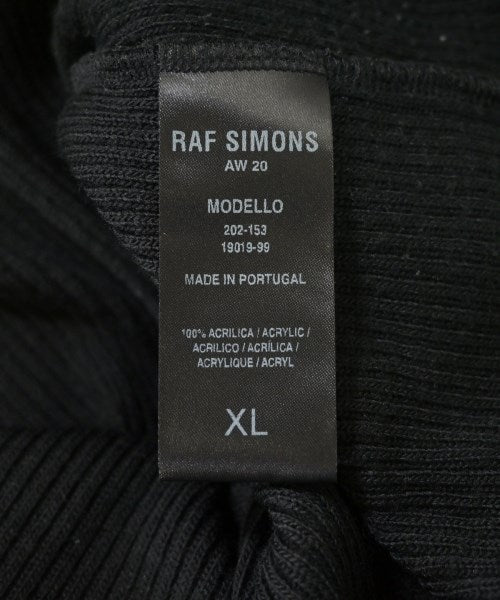 RAF SIMONS
AW 20
MODELLO
202-153
19019-99
MADE IN PORTUGAL
100% ACRILICA / ACRYLIC /
ACRILICO / ACRÍLICA /
ACRYLIQUE / ACRYL
XL